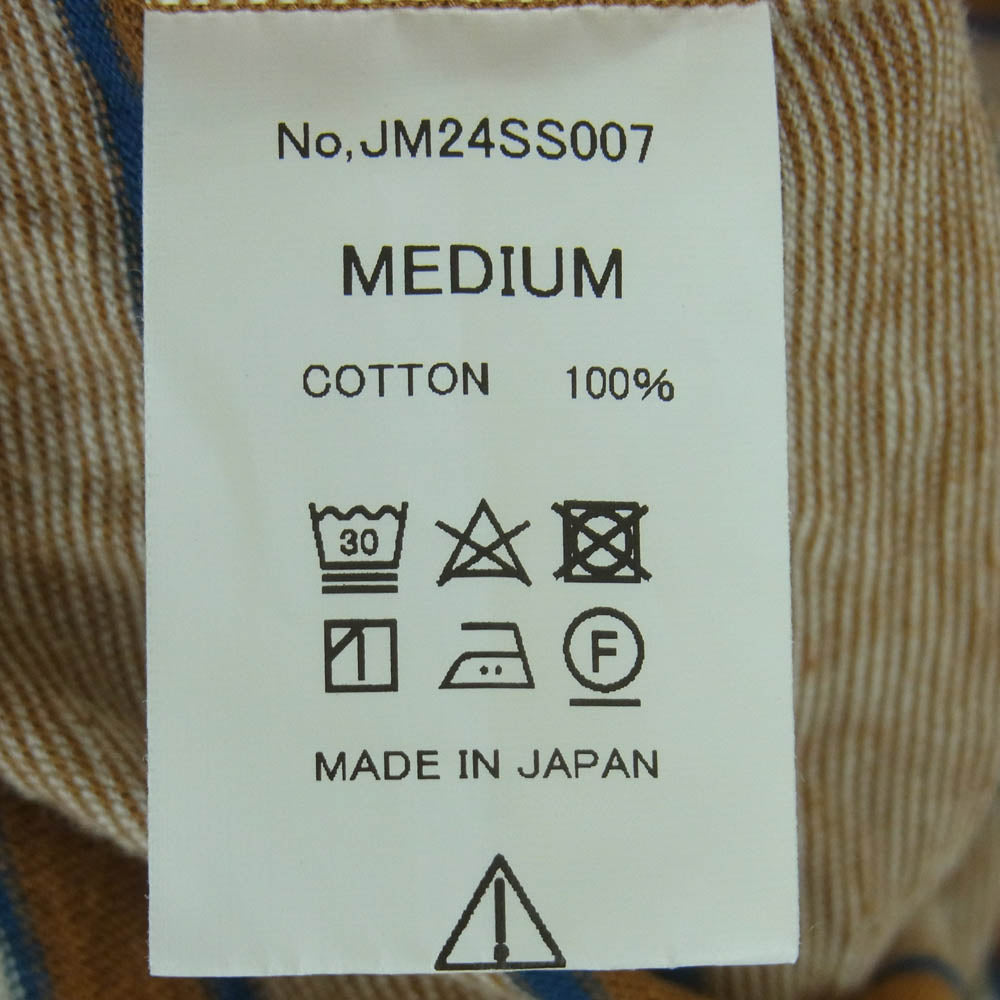 No,JM24SS007
MEDIUM
COTTON 100%
30
F
MADE IN JAPAN